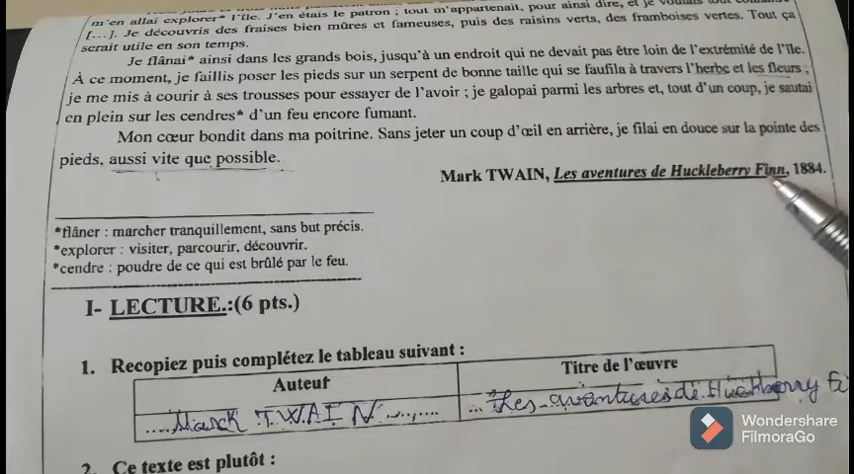 m'en allai explorer* l'île. J'en étais le patron ; tout m'appartenait, pour ainsi dire, et je voulais tout
[…]. Je découvris des fraises bien mûres et fameuses, puis des raisins verts, des framboises vertes. Tout ça
serait utile en son temps.
Je flânai* ainsi dans les grands bois, jusqu'à un endroit qui ne devait pas être loin de l'extrémité de l'île.
À ce moment, je faillis poser les pieds sur un serpent de bonne taille qui se faufila à travers l'herbe et les fleurs ;
je me mis à courir à ses trousses pour essayer de l'avoir ; je galopai parmi les arbres et, tout d'un coup, je sautai
en plein sur les cendres* d'un feu encore fumant.
Mon cœur bondit dans ma poitrine. Sans jeter un coup d'œil en arrière, je filai en douce sur la pointe des
pieds, aussi vite que possible.
Mark TWAIN, Les aventures de Huckleberry Finn, 1884.
*flâner : marcher tranquillement, sans but précis.
*explorer : visiter, parcourir, découvrir.
*cendre : poudre de ce qui est brûlé par le feu.
I- LECTURE.:(6 pts.)
1. Recopiez puis complétez le tableau suivant :
Auteur Titre de l'œuvre
....Marck TWAIN......... ...Les aventures de Huckberry Fi
Wondershare
FilmoraGo
2. Ce texte est plutôt :